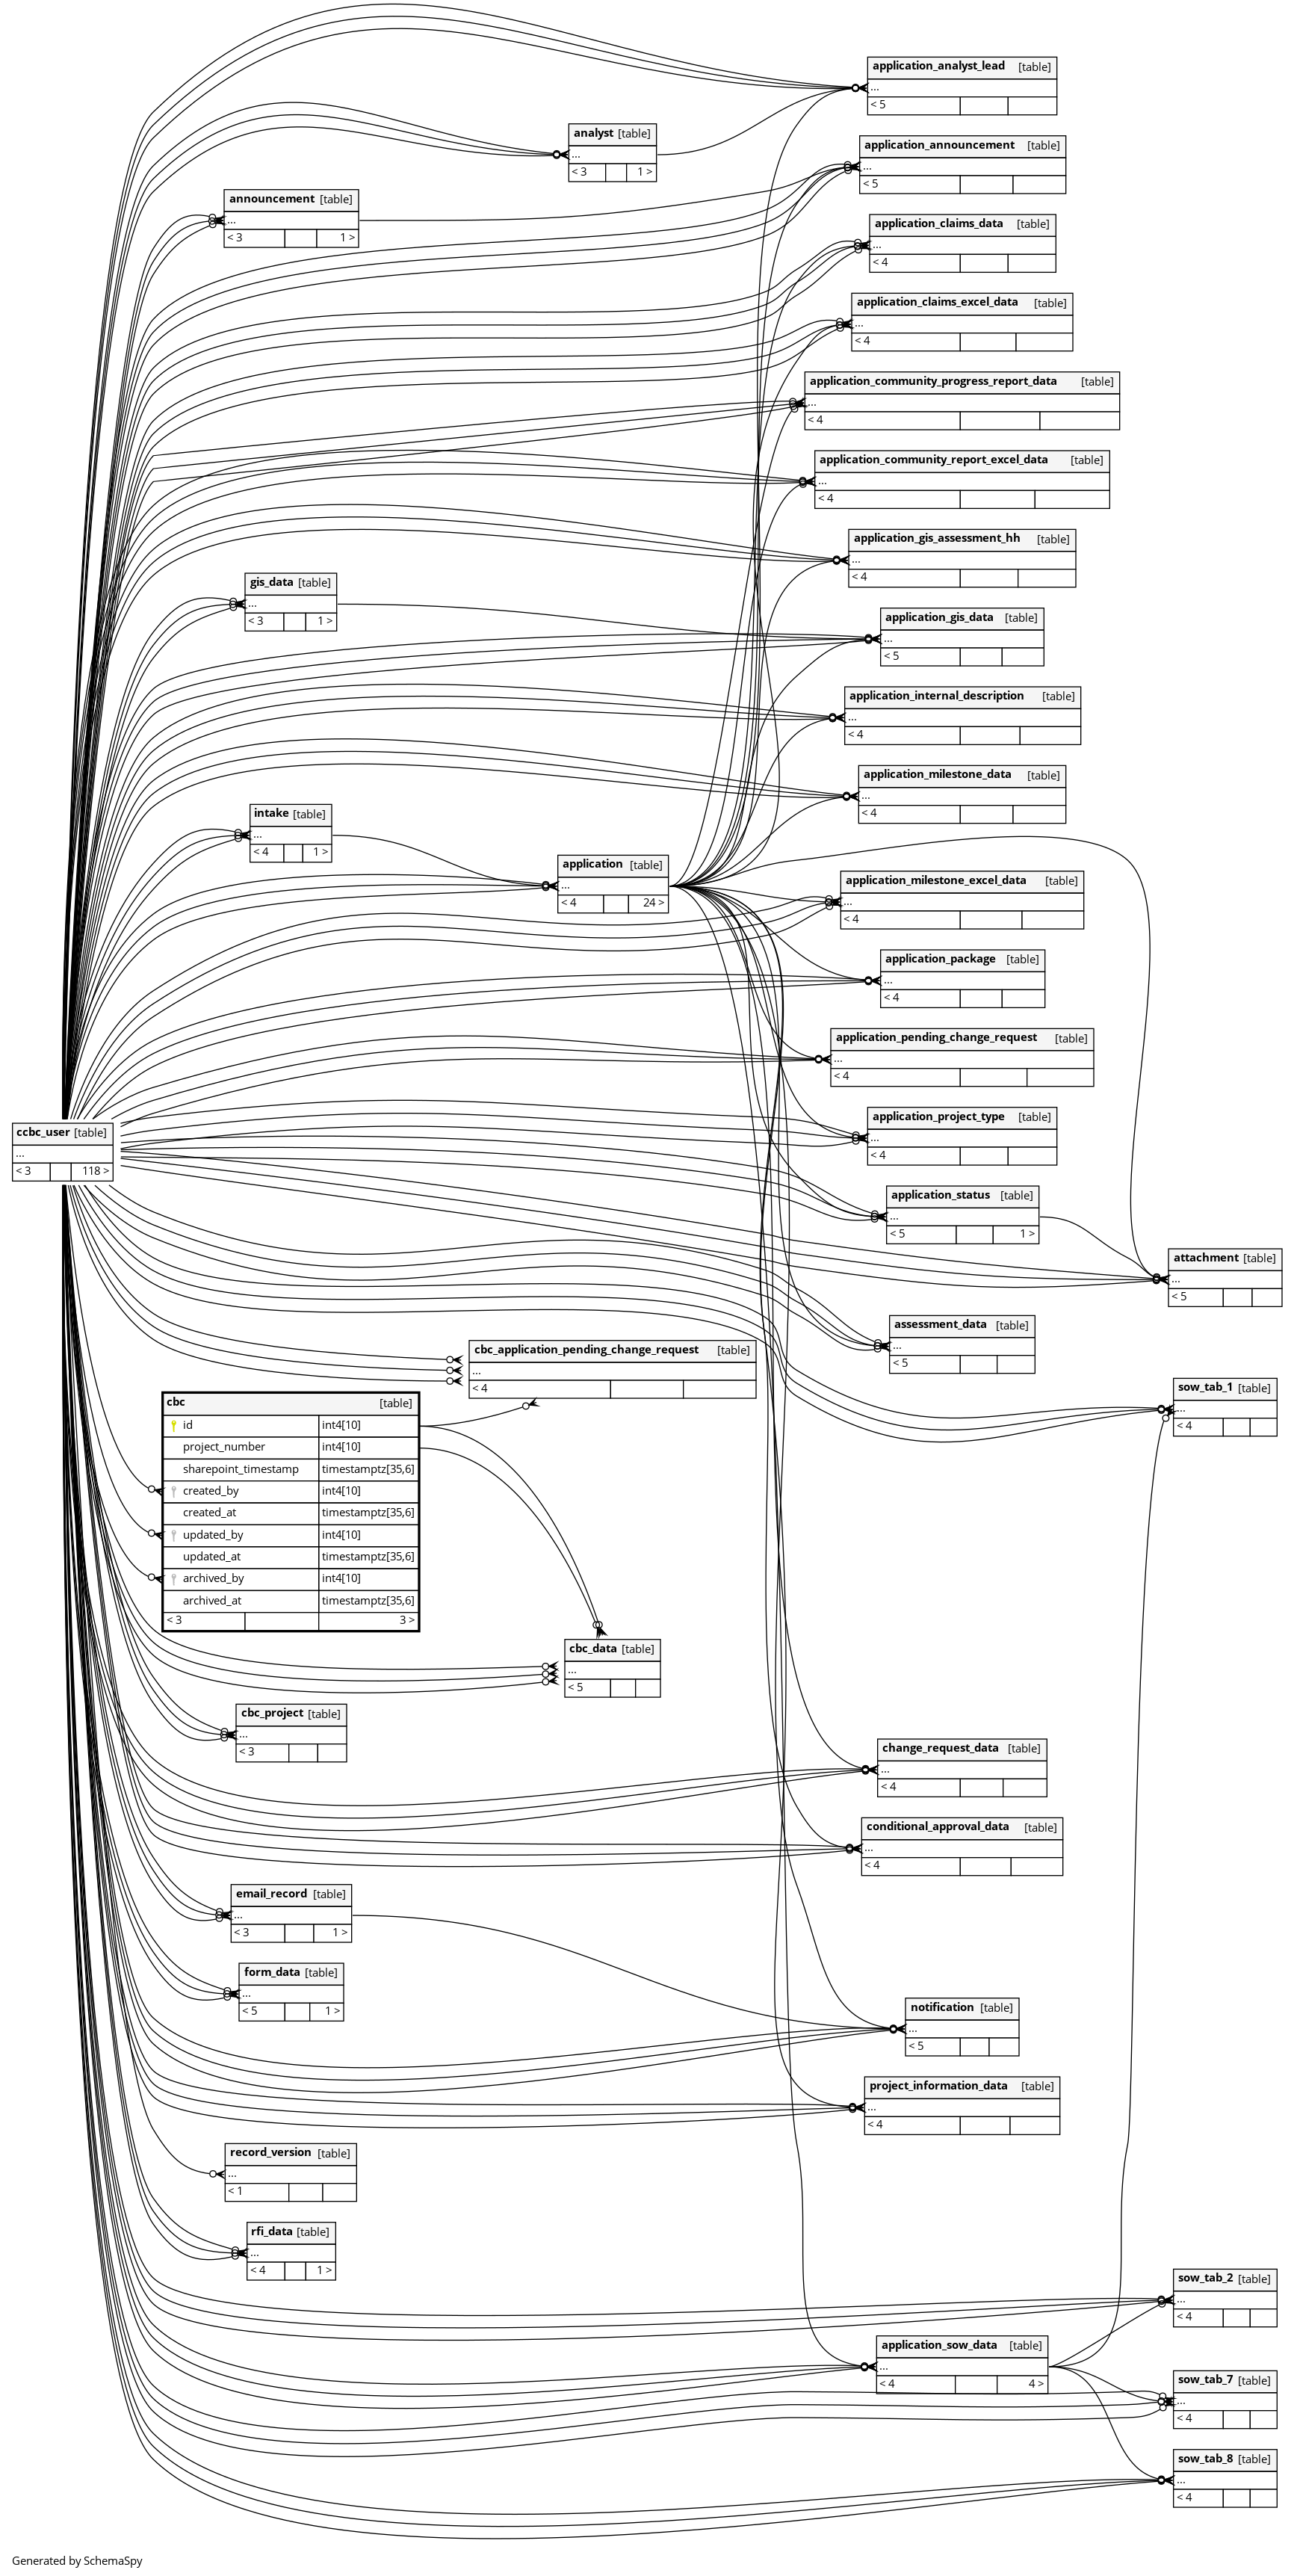 application_analyst_lead [table]
...
< 5
analyst [table]
...
< 3 1 >
application_announcement [table]
...
< 5
announcement [table]
...
< 3 1 >
application_claims_data [table]
...
< 4
application_claims_excel_data [table]
...
< 4
application_community_progress_report_data [table]
...
< 4
application_community_report_excel_data [table]
...
< 4
application_gis_assessment_hh [table]
...
< 4
gis_data [table]
...
< 3 1 >
application_gis_data [table]
...
< 5
application_internal_description [table]
...
< 4
application_milestone_data [table]
...
< 4
intake [table]
...
< 4 1 >
application [table]
...
< 4 24 >
application_milestone_excel_data [table]
...
< 4
application_package [table]
...
< 4
application_pending_change_request [table]
...
< 4
application_project_type [table]
...
< 4
ccbc_user [table]
...
< 3 118 >
application_status [table]
...
< 5 1 >
attachment [table]
...
< 5
assessment_data [table]
...
< 5
cbc_application_pending_change_request [table]
...
< 4
sow_tab_1 [table]
...
< 4
cbc [table]
id int4[10]
project_number int4[10]
sharepoint_timestamp timestamptz[35,6]
created_by int4[10]
created_at timestamptz[35,6]
updated_by int4[10]
updated_at timestamptz[35,6]
archived_by int4[10]
archived_at timestamptz[35,6]
< 3 3 >
cbc_data [table]
...
< 5
cbc_project [table]
...
< 3
change_request_data [table]
...
< 4
conditional_approval_data [table]
...
< 4
email_record [table]
...
< 3 1 >
form_data [table]
...
< 5 1 >
notification [table]
...
< 5
project_information_data [table]
...
< 4
record_version [table]
...
< 1
rfi_data [table]
...
< 4 1 >
sow_tab_2 [table]
...
< 4
application_sow_data [table]
...
< 4 4 >
sow_tab_7 [table]
...
< 4
sow_tab_8 [table]
...
< 4
Generated by SchemaSpy